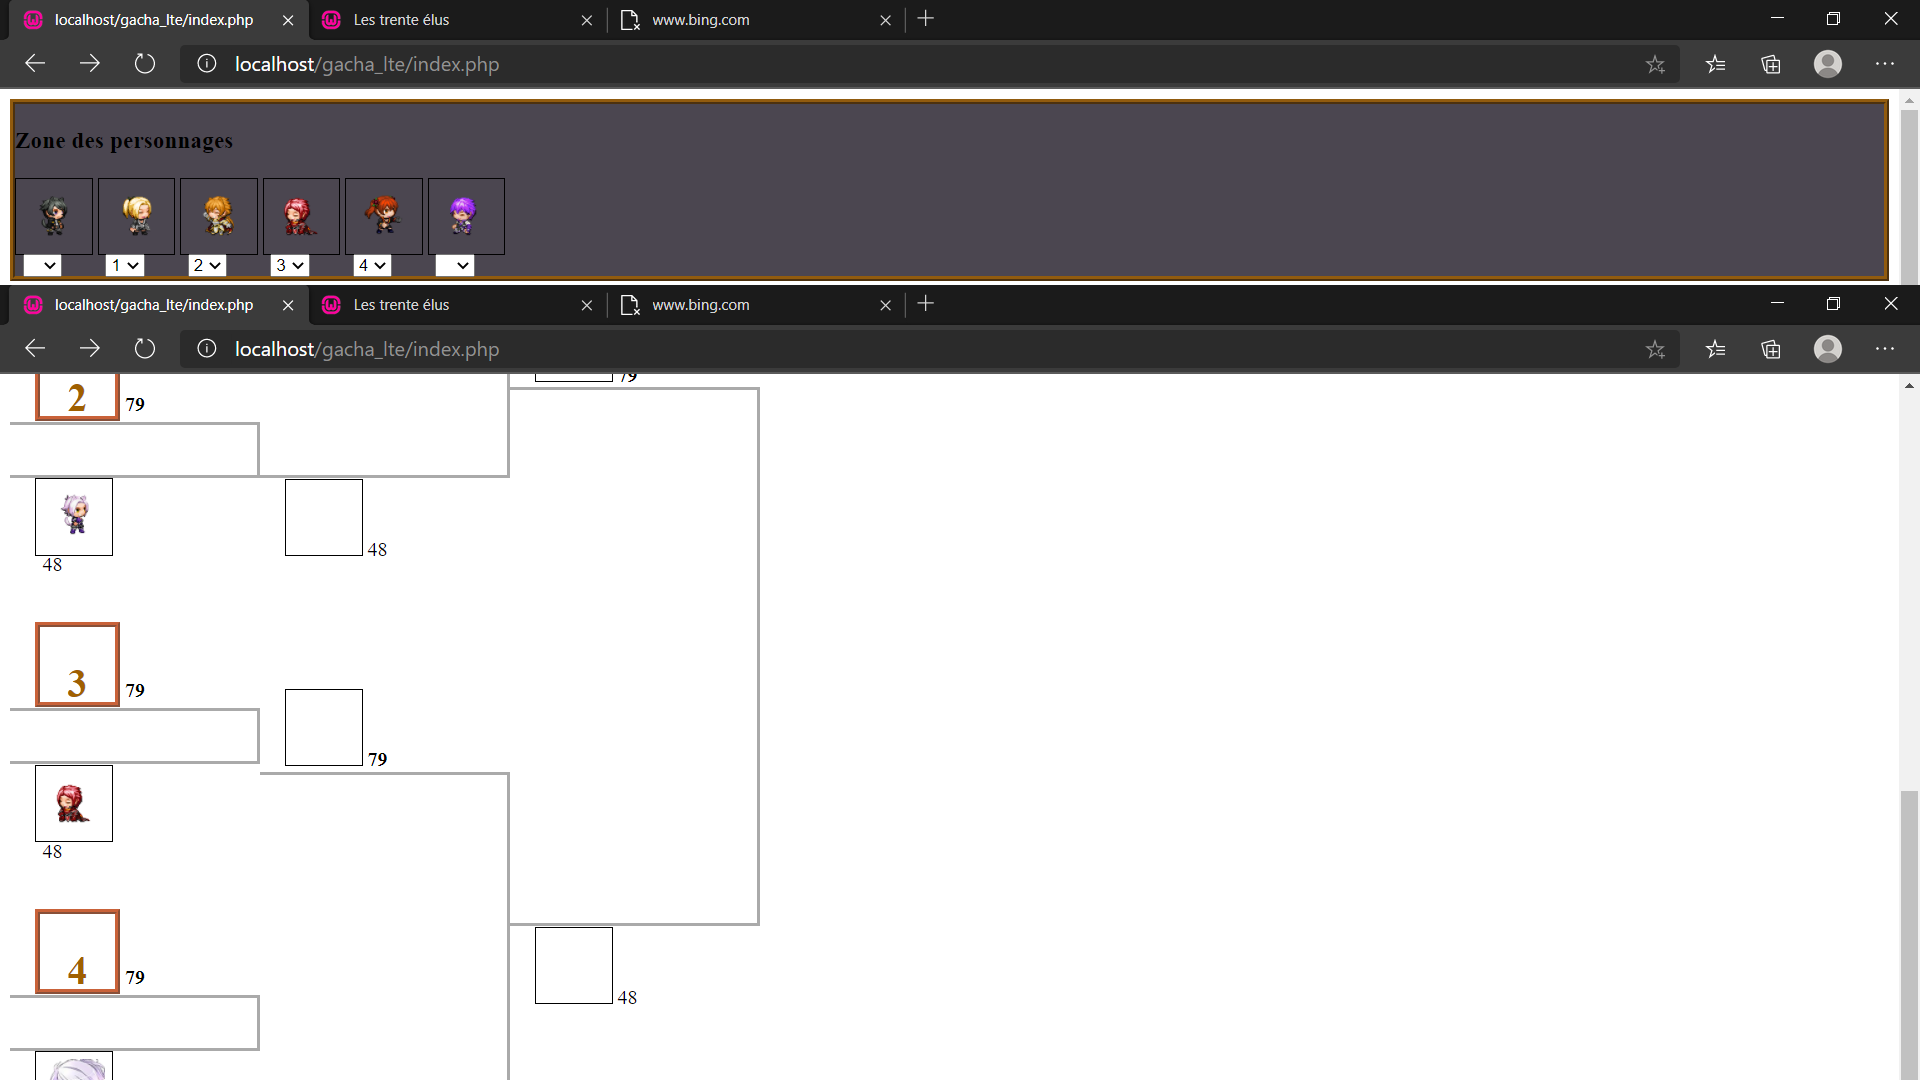 localhost/gacha_lte/index.php
Les trente élus
www.bing.com
localhost/gacha_lte/index.php
Zone des personnages
1
2
3
4
localhost/gacha_lte/index.php
Les trente élus
www.bing.com
localhost/gacha_lte/index.php
79
2
79
48
48
3
79
79
48
4
79
48